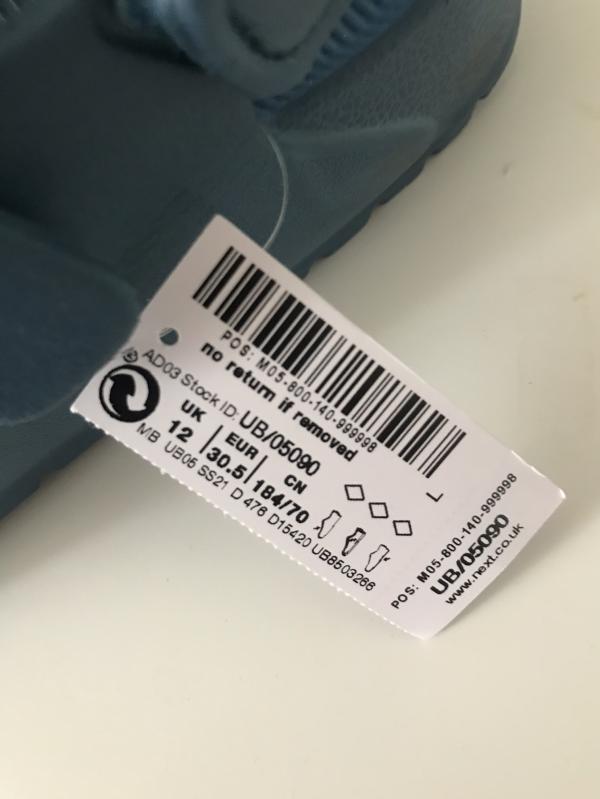 POS: M05-800-140-999998
no return if removed
AD03 Stock ID: UB/05090
UK EUR CN
12 30.5 184/70
MB UB06 SS21 D 476 D15420 UB8503266
L
POS: M05-800-140-999998
UB/05090
www.next.co.uk